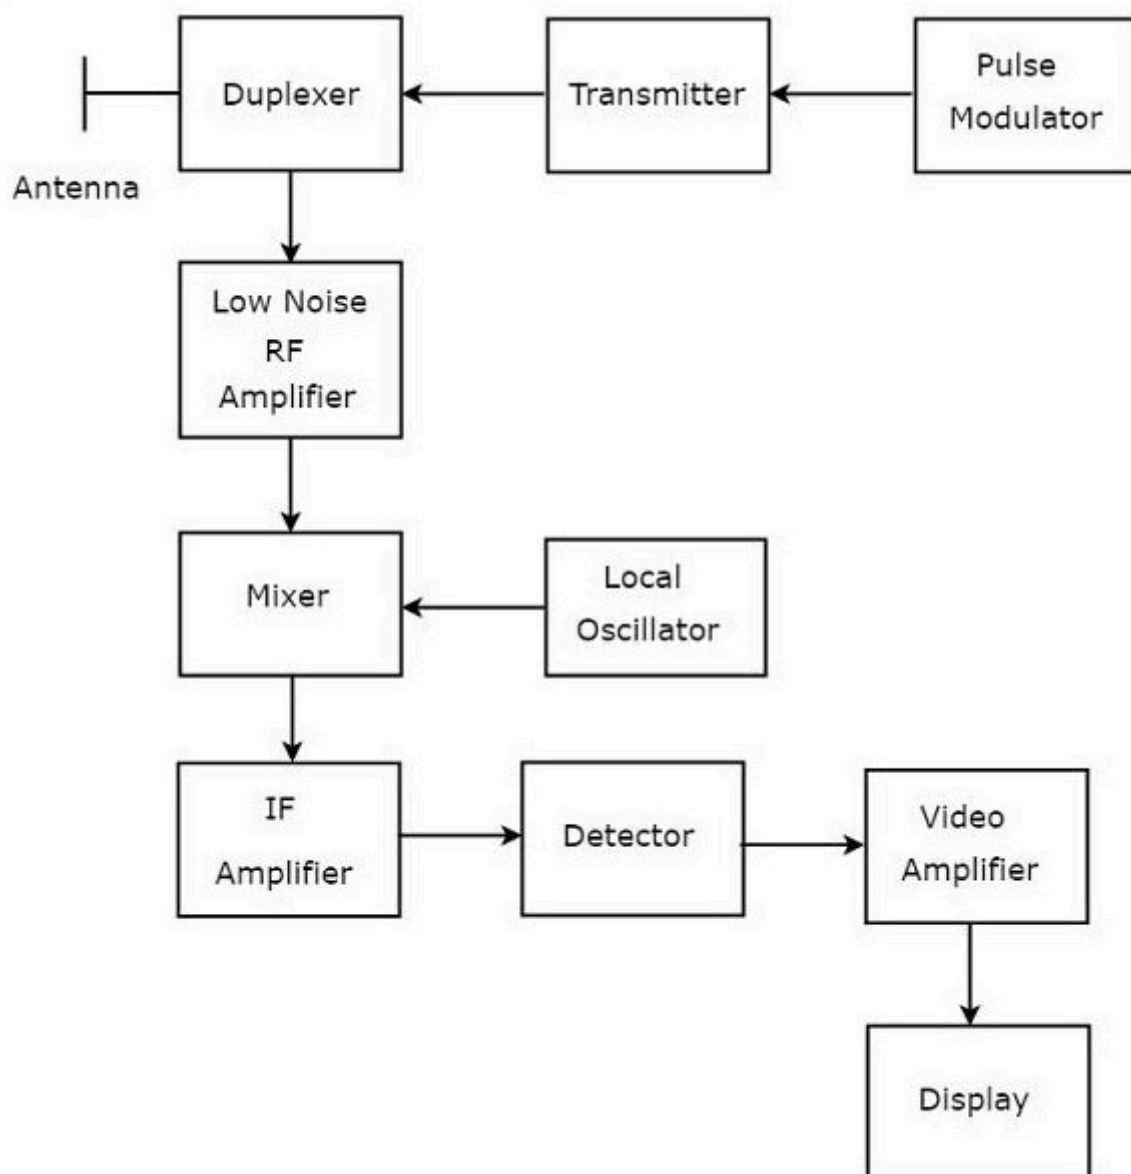 Duplexer
Transmitter
Pulse
Modulator
Antenna
Low Noise
RF
Amplifier
Mixer
Local
Oscillator
IF
Amplifier
Detector
Video
Amplifier
Display